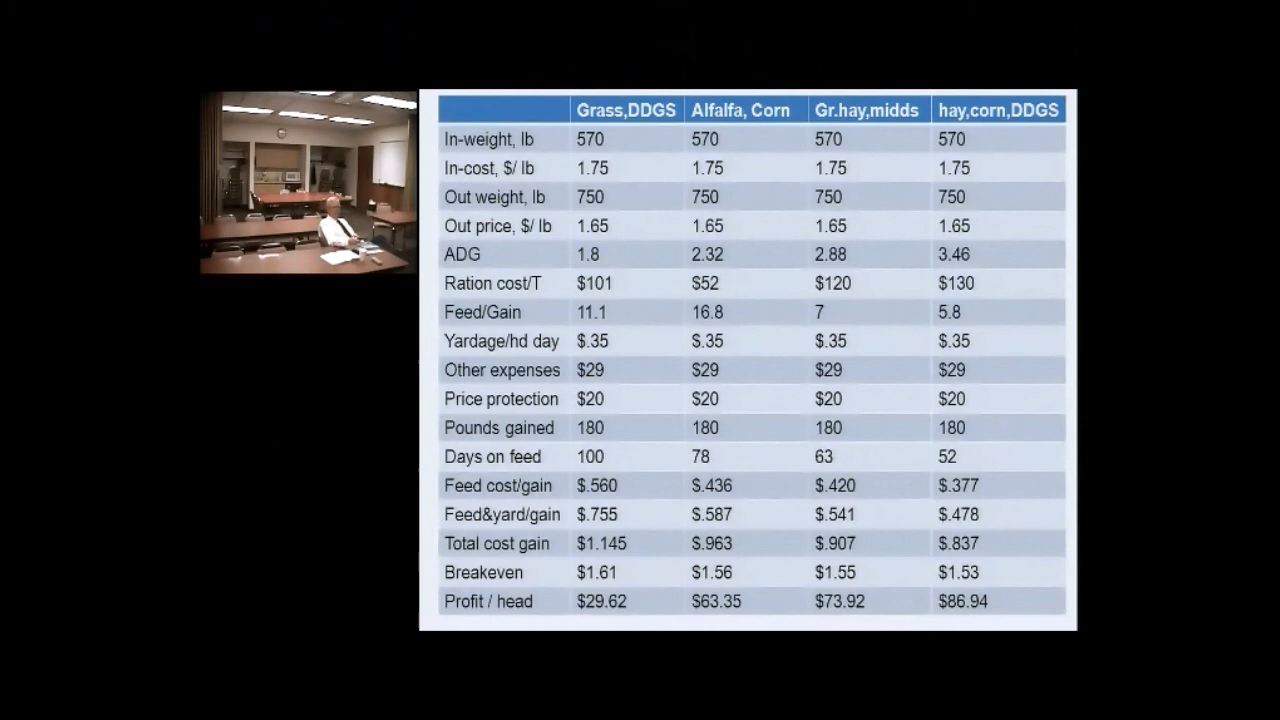 Grass,DDGS Alfalfa, Corn Gr.hay,midds hay,corn,DDGS
In-weight, lb 570 570 570 570
In-cost, $/ lb 1.75 1.75 1.75 1.75
Out weight, lb 750 750 750 750
Out price, $/ lb 1.65 1.65 1.65 1.65
ADG 1.8 2.32 2.88 3.46
Ration cost/T $101 $52 $120 $130
Feed/Gain 11.1 16.8 7 5.8
Yardage/hd day $.35 $.35 $.35 $.35
Other expenses $29 $29 $29 $29
Price protection $20 $20 $20 $20
Pounds gained 180 180 180 180
Days on feed 100 78 63 52
Feed cost/gain $.560 $.436 $.420 $.377
Feed&yard/gain $.755 $.587 $.541 $.478
Total cost gain $1.145 $.963 $.907 $.837
Breakeven $1.61 $1.56 $1.55 $1.53
Profit / head $29.62 $63.35 $73.92 $86.94